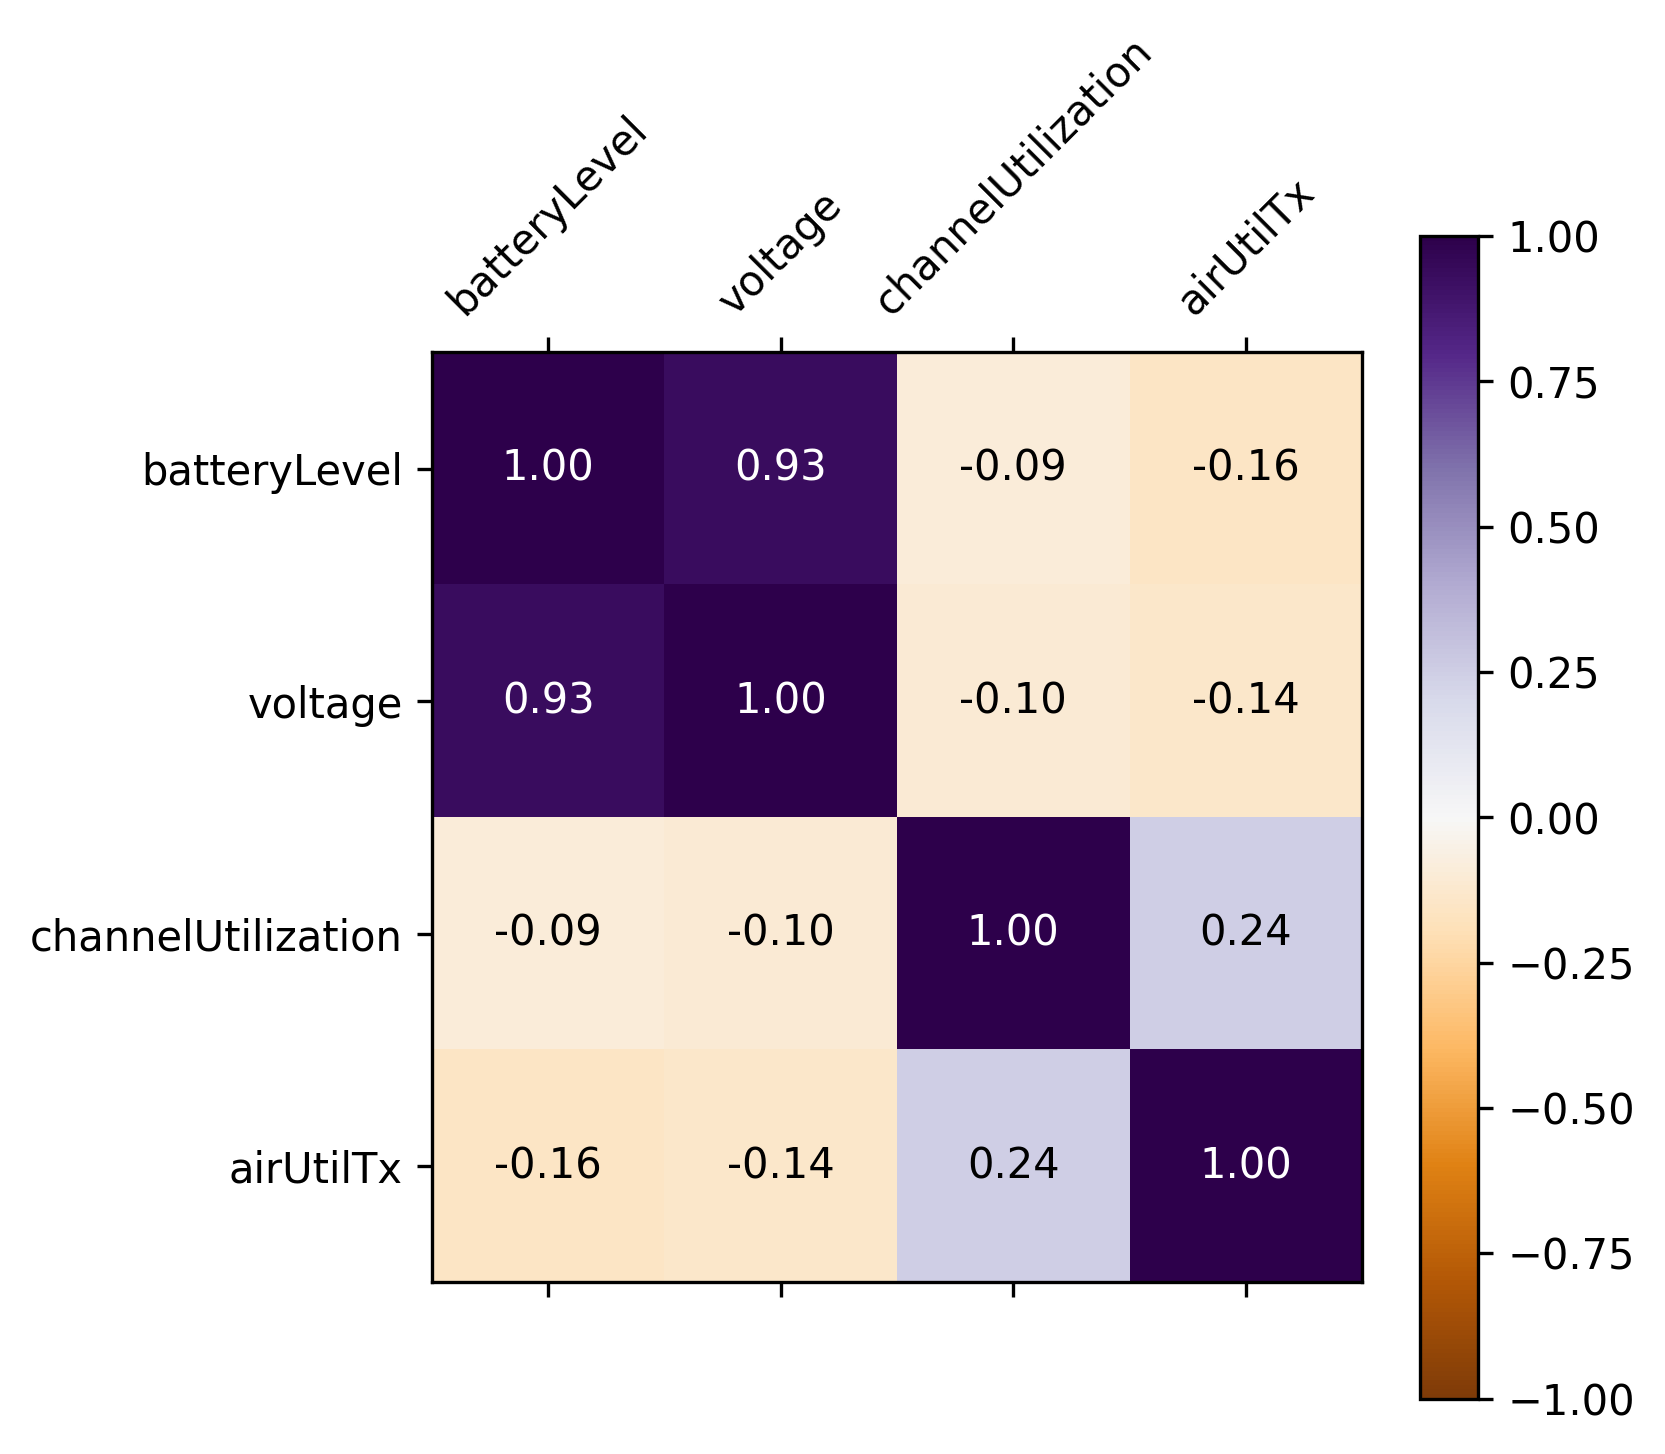 batteryLevel voltage channelUtilization airUtilTx
batteryLevel 1.00 0.93 -0.09 -0.16
voltage 0.93 1.00 -0.10 -0.14
channelUtilization -0.09 -0.10 1.00 0.24
airUtilTx -0.16 -0.14 0.24 1.00
1.00
0.75
0.50
0.25
0.00
−0.25
−0.50
−0.75
−1.00